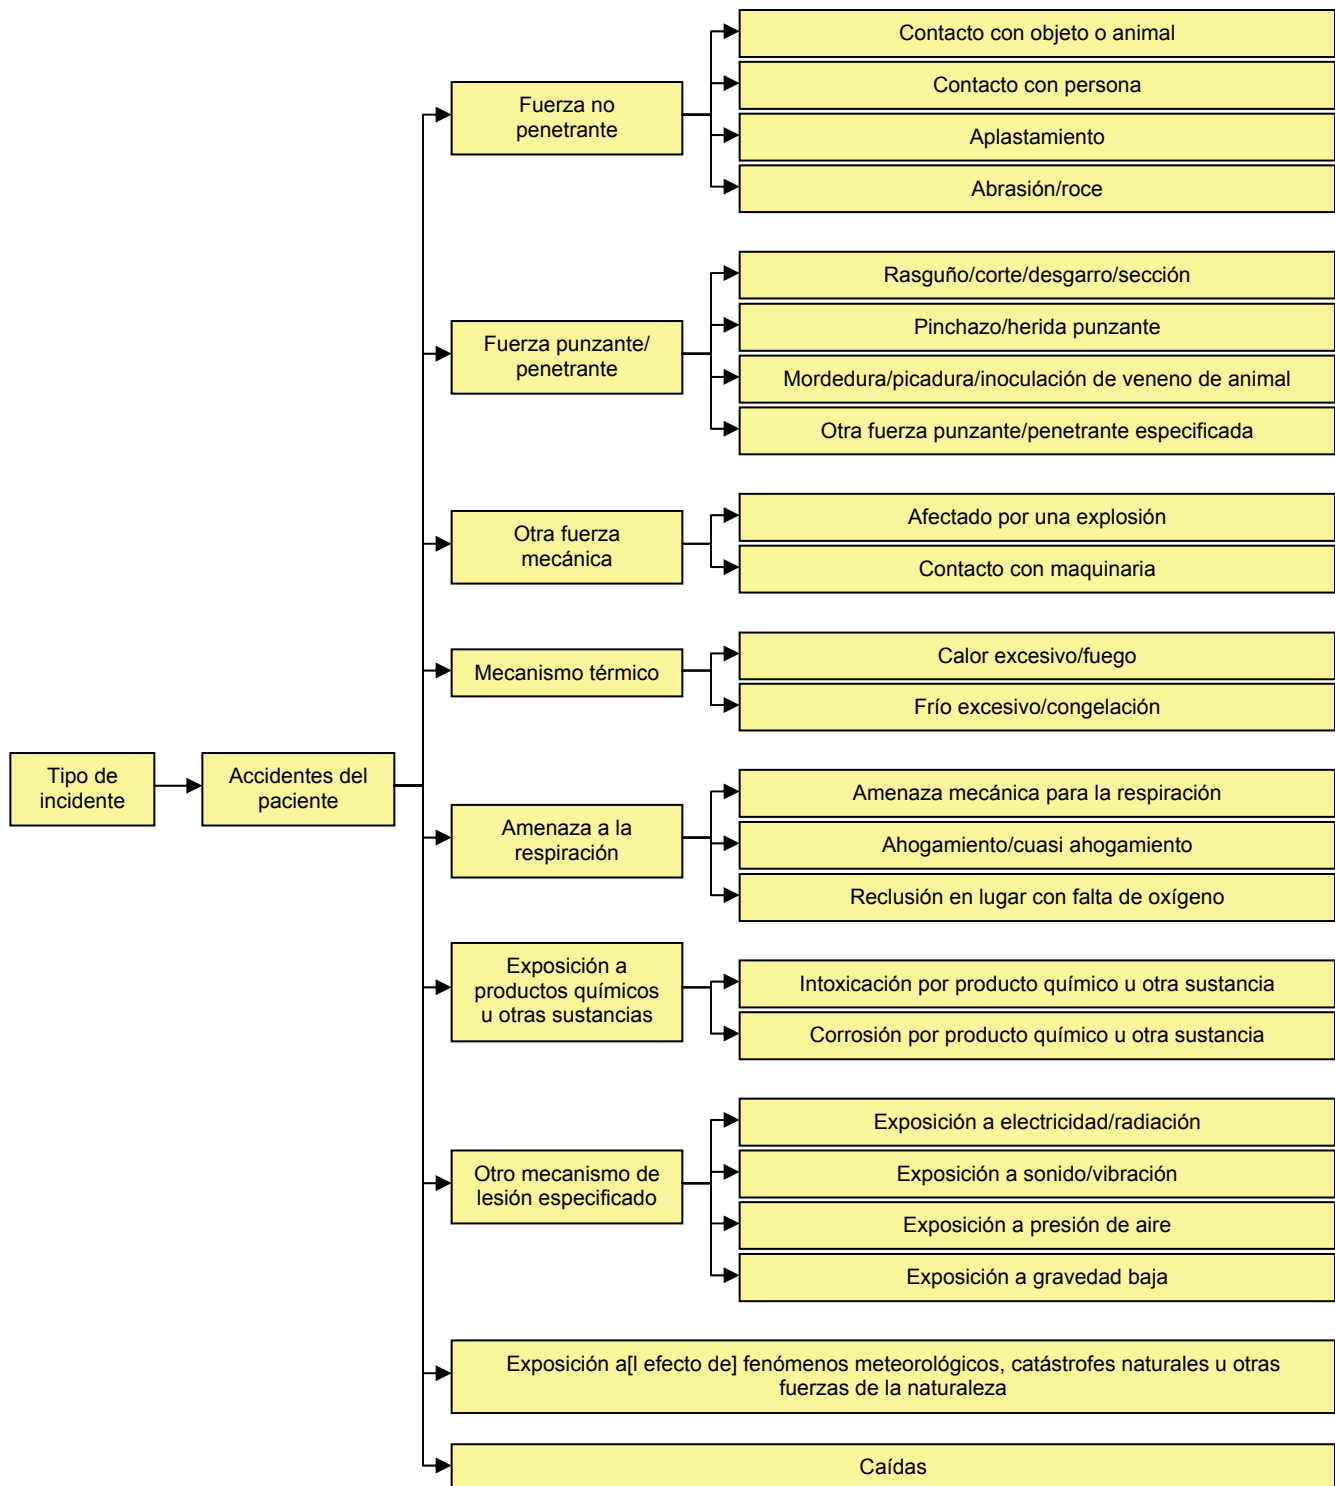 Tipo de
incidente
Accidentes del
paciente
Fuerza no
penetrante
Contacto con objeto o animal
Contacto con persona
Aplastamiento
Abrasión/roce
Fuerza punzante/
penetrante
Rasguño/corte/desgarro/sección
Pinchazo/herida punzante
Mordedura/picadura/inoculación de veneno de animal
Otra fuerza punzante/penetrante especificada
Otra fuerza
mecánica
Afectado por una explosión
Contacto con maquinaria
Mecanismo térmico
Calor excesivo/fuego
Frío excesivo/congelación
Amenaza a la
respiración
Amenaza mecánica para la respiración
Ahogamiento/cuasi ahogamiento
Reclusión en lugar con falta de oxígeno
Exposición a
productos químicos
u otras sustancias
Intoxicación por producto químico u otra sustancia
Corrosión por producto químico u otra sustancia
Otro mecanismo de
lesión especificado
Exposición a electricidad/radiación
Exposición a sonido/vibración
Exposición a presión de aire
Exposición a gravedad baja
Exposición a[l efecto de] fenómenos meteorológicos, catástrofes naturales u otras
fuerzas de la naturaleza
Caídas